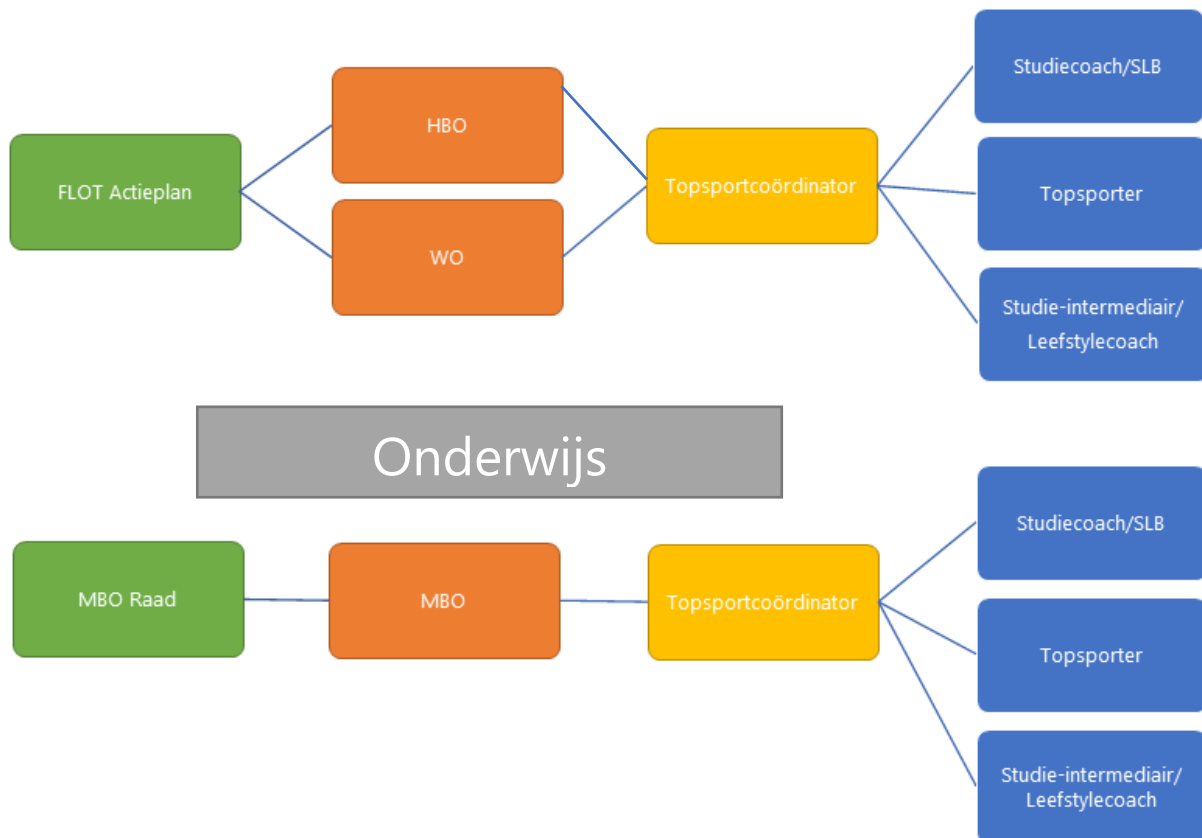 Studiecoach/SLB
HBO
Topsportcoördinator
FLOT Actieplan
Topsporter
WO
Studie-intermediair/
Leefstylecoach
Onderwijs
Studiecoach/SLB
MBO Raad
MBO
Topsportcoördinator
Topsporter
Studie-intermediair/
Leefstylecoach